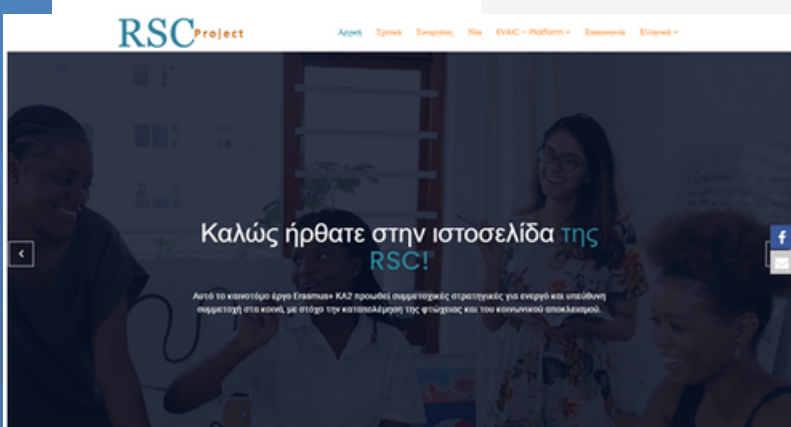 RSC Project
Αρχική Σχετικά Συνεργάτες Νέα EVAAC – Platform Επικοινωνία Ελληνικά
Καλώς ήρθατε στην ιστοσελίδα της
RSC!
Αυτό το καινοτόμο έργο Erasmus+ KA2 προωθεί συμμετοχικές στρατηγικές για ενεργό και υπεύθυνη
συμμετοχή στα κοινά, με στόχο την καταπολέμηση της φτώχειας και του κοινωνικού αποκλεισμού.